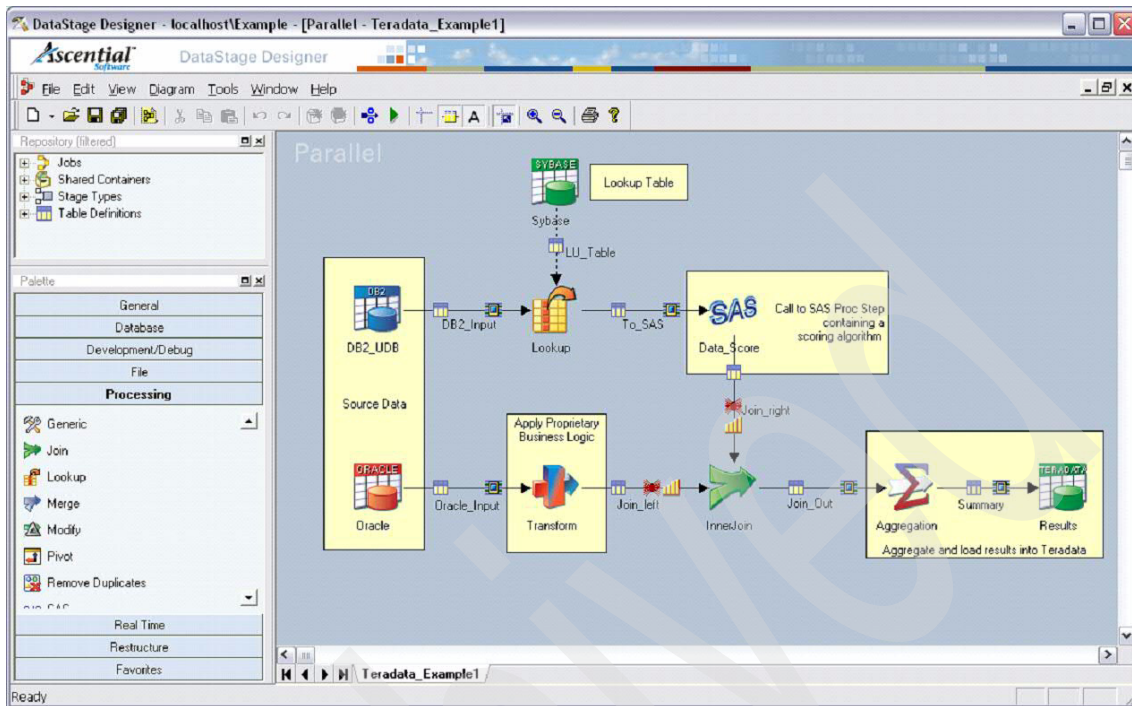 DataStage Designer - localhost\Example - [Parallel - Teradata_Example1]
Ascential
Software
DataStage Designer
File Edit View Diagram Tools Window Help
A
Repository (filtered)
Jobs
Shared Containers
Stage Types
Table Definitions
Palette
General
Database
Development/Debug
File
Processing
Generic
Join
Lookup
Merge
Modify
Pivot
Remove Duplicates
Real Time
Restructure
Favorites
Parallel
SYBASE
Sybase
Lookup Table
LU_Table
DB2
DB2_UDB
DB2_Input
Lookup
To_SAS
SAS
Data_Score
Call to SAS Proc Step
containing a
scoring algorithm
Source Data
Join_right
Apply Proprietary
Business Logic
ORACLE
Oracle
Oracle_Input
Transform
Join_left
InnerJoin
Join_Out
Aggregation
Summary
TERADATA
Results
Aggregate and load results into Teradata
Teradata_Example1
Ready